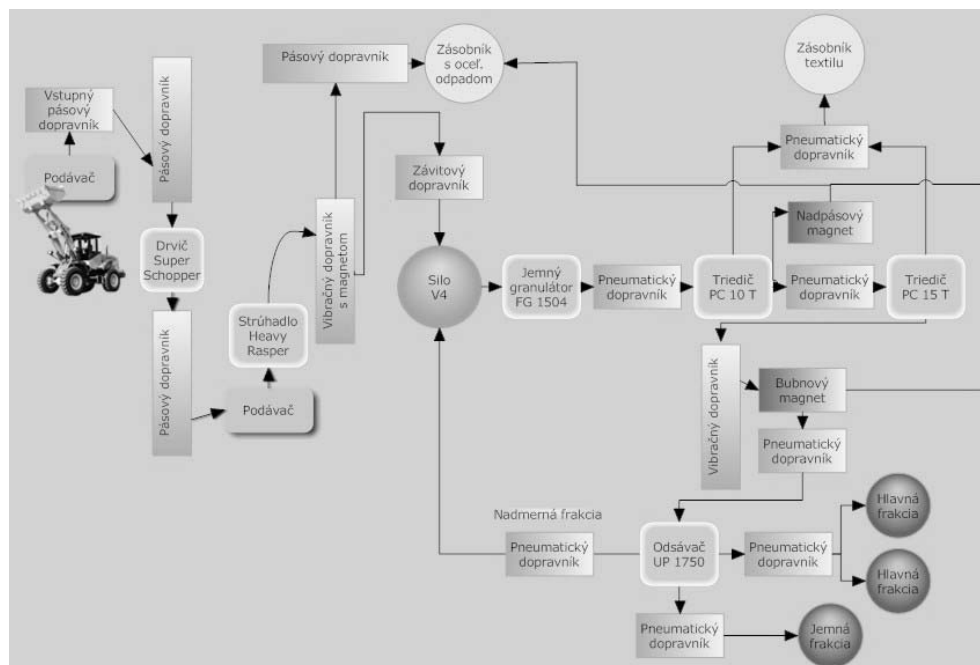 Vstupný
pásový
dopravník
Podávač
Pásový dopravník
Drvič
Super
Schopper
Pásový dopravník
Podávač
Strúhadlo
Heavy
Rasper
Vibračný dopravník
s magnetom
Pásový dopravník
Zásobník
s oceľ.
odpadom
Závitový
dopravník
Silo
V4
Jemný
granulátor
FG 1504
Pneumatický
dopravník
Triedič
PC 10 T
Pneumatický
dopravník
Zásobník
textilu
Nadpásový
magnet
Pneumatický
dopravník
Triedič
PC 15 T
Vibračný dopravník
Bubnový
magnet
Pneumatický
dopravník
Odsávač
UP 1750
Nadmerná frakcia
Pneumatický
dopravník
Pneumatický
dopravník
Hlavná
frakcia
Hlavná
frakcia
Pneumatický
dopravník
Jemná
frakcia